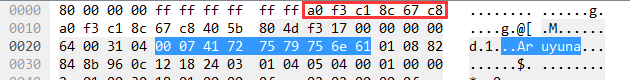 0000 80 00 00 00 ff ff ff ff ff ff a0 f3 c1 8c 67 c8 ........ ......g.
0010 a0 f3 c1 8c 67 c8 40 5b 80 4d f3 17 00 00 00 00 ....g.@[ .M......
0020 64 00 31 04 00 07 41 72 75 79 75 6e 61 01 08 82 d.1...Ar uyuna...
0030 84 8b 96 0c 12 18 24 03 01 04 05 04 00 01 00 00 ......$. ........